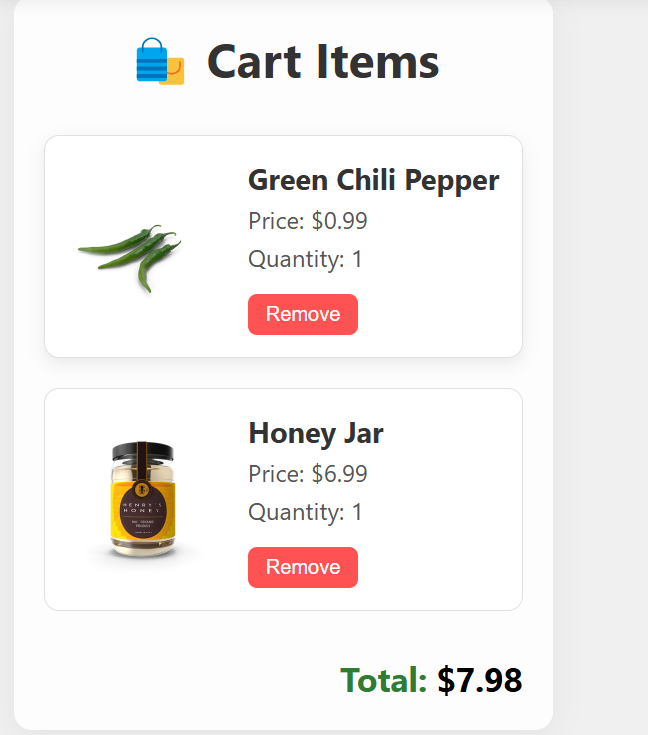 Cart Items
Green Chili Pepper
Price: $0.99
Quantity: 1
Remove
Honey Jar
Price: $6.99
Quantity: 1
Remove
HENRY'S
HONEY
Total: $7.98